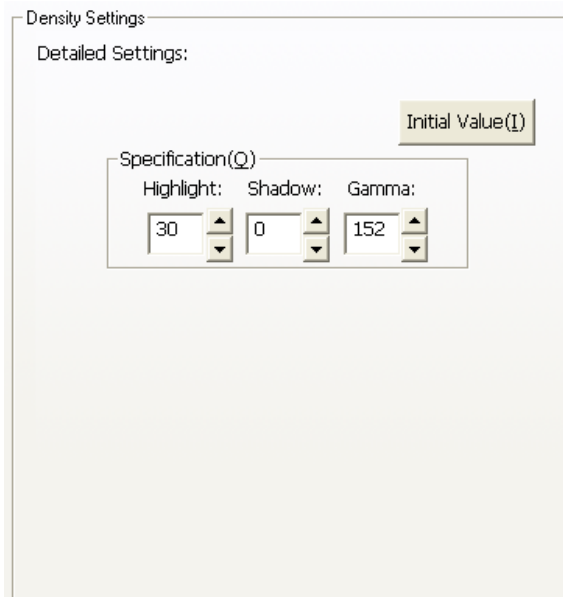 Density Settings
Detailed Settings:
Initial Value(I)
Specification(Q)
Highlight: Shadow: Gamma:
30 0 152